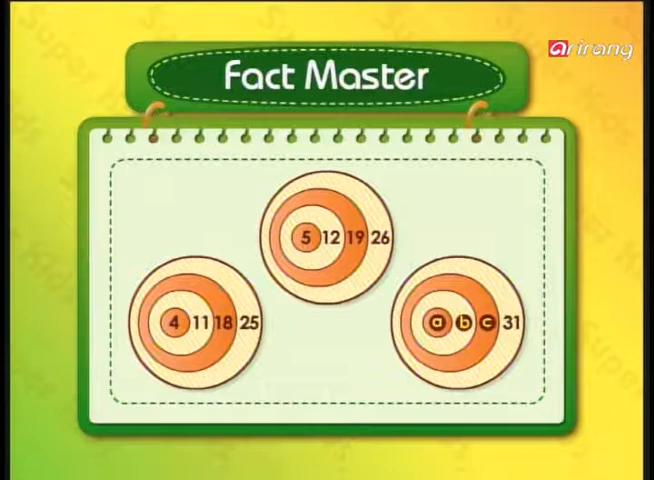 arirang
Fact Master
5 12 19 26
4 11 18 25
a b c 31